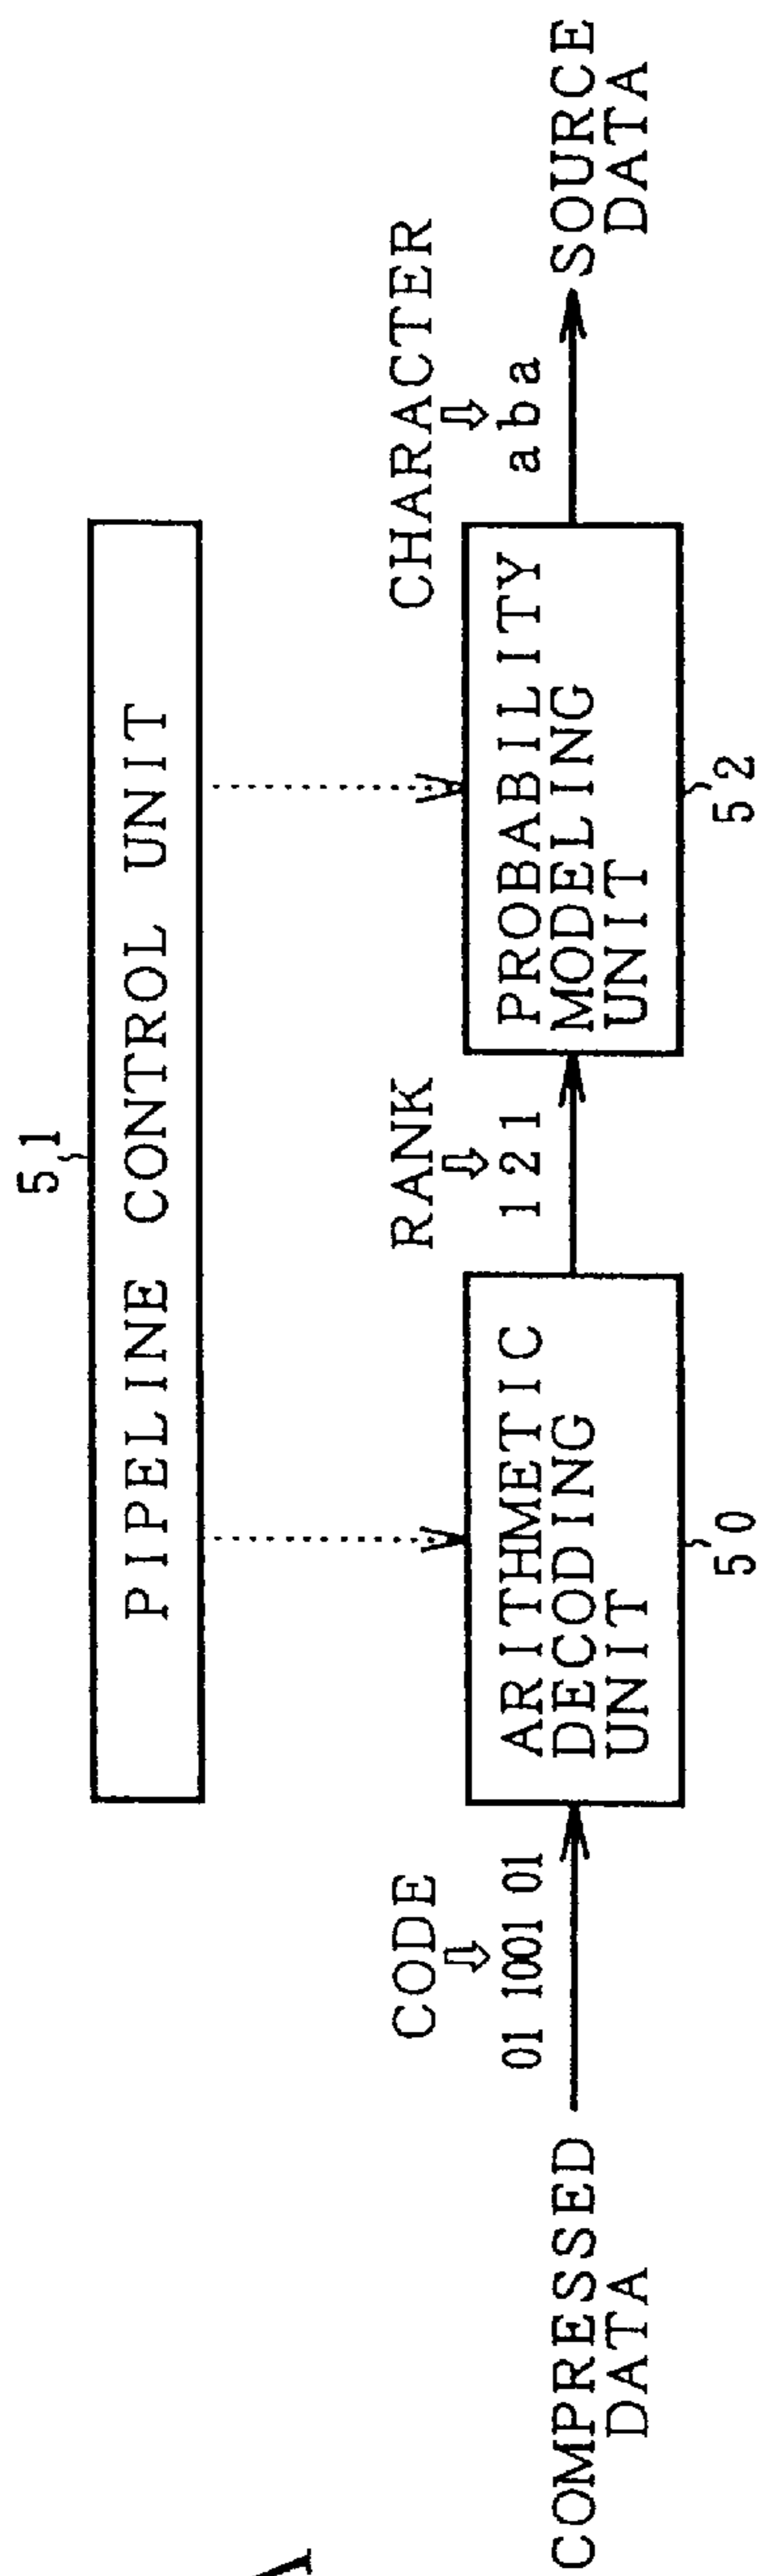 51
PIPELINE CONTROL UNIT
CODE
01 1001 01
RANK
1 2 1
CHARACTER
a b a
COMPRESSED
DATA
ARITHMETIC
DECODING
UNIT
PROBABILITY
MODELING
UNIT
SOURCE
DATA
50
52